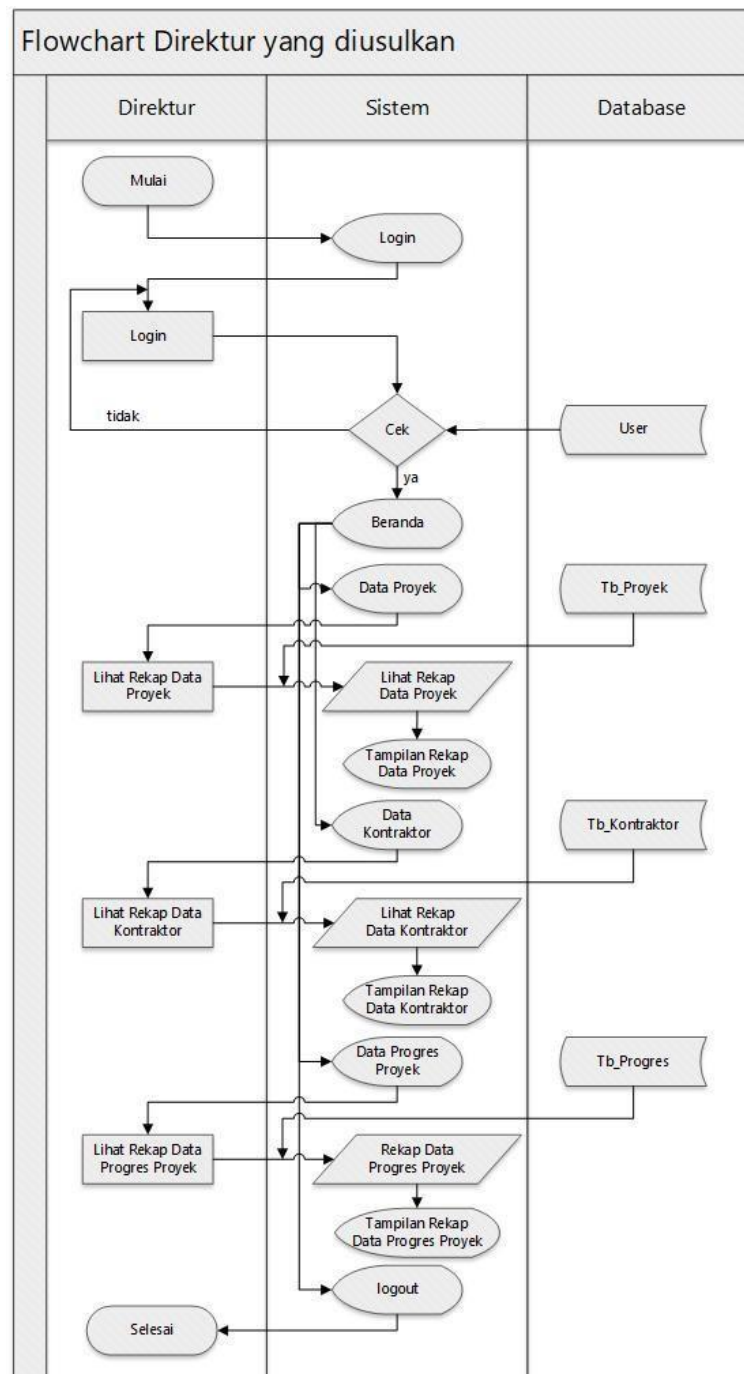 Flowchart Direktur yang diusulkan
Direktur
Sistem
Database
Mulai
Login
Login
tidak
Cek
User
ya
Beranda
Data Proyek
Tb_Proyek
Lihat Rekap Data
Proyek
Lihat Rekap
Data Proyek
Tampilan Rekap
Data Proyek
Data
Kontraktor
Tb_Kontraktor
Lihat Rekap Data
Kontraktor
Lihat Rekap
Data Kontraktor
Tampilan Rekap
Data Kontraktor
Data Progres
Proyek
Tb_Progres
Lihat Rekap Data
Progres Proyek
Rekap Data
Progres Proyek
Tampilan Rekap
Data Progres Proyek
logout
Selesai